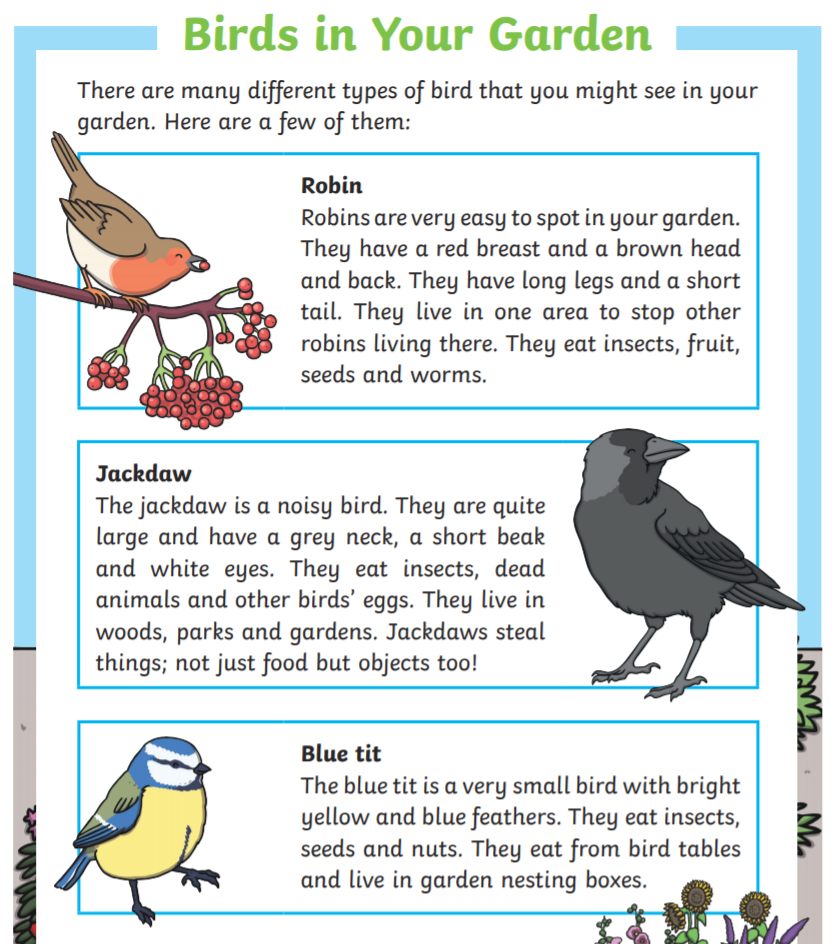 Birds in Your Garden
There are many different types of bird that you might see in your
garden. Here are a few of them:
Robin
Robins are very easy to spot in your garden.
They have a red breast and a brown head
and back. They have long legs and a short
tail. They live in one area to stop other
robins living there. They eat insects, fruit,
seeds and worms.
Jackdaw
The jackdaw is a noisy bird. They are quite
large and have a grey neck, a short beak
and white eyes. They eat insects, dead
animals and other birds’ eggs. They live in
woods, parks and gardens. Jackdaws steal
things; not just food but objects too!
Blue tit
The blue tit is a very small bird with bright
yellow and blue feathers. They eat insects,
seeds and nuts. They eat from bird tables
and live in garden nesting boxes.